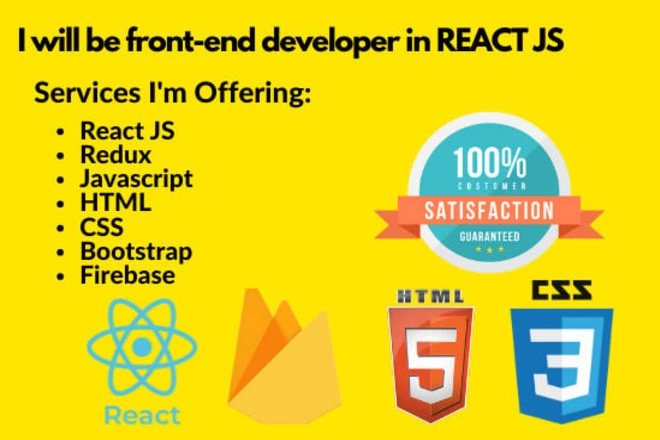 I will be front-end developer in REACT JS
Services I'm Offering:
• React JS
• Redux
• Javascript
• HTML
• CSS
• Bootstrap
• Firebase
100%
CUSTOMER
SATISFACTION
GUARANTEED
React
HTML
5
CSS
3